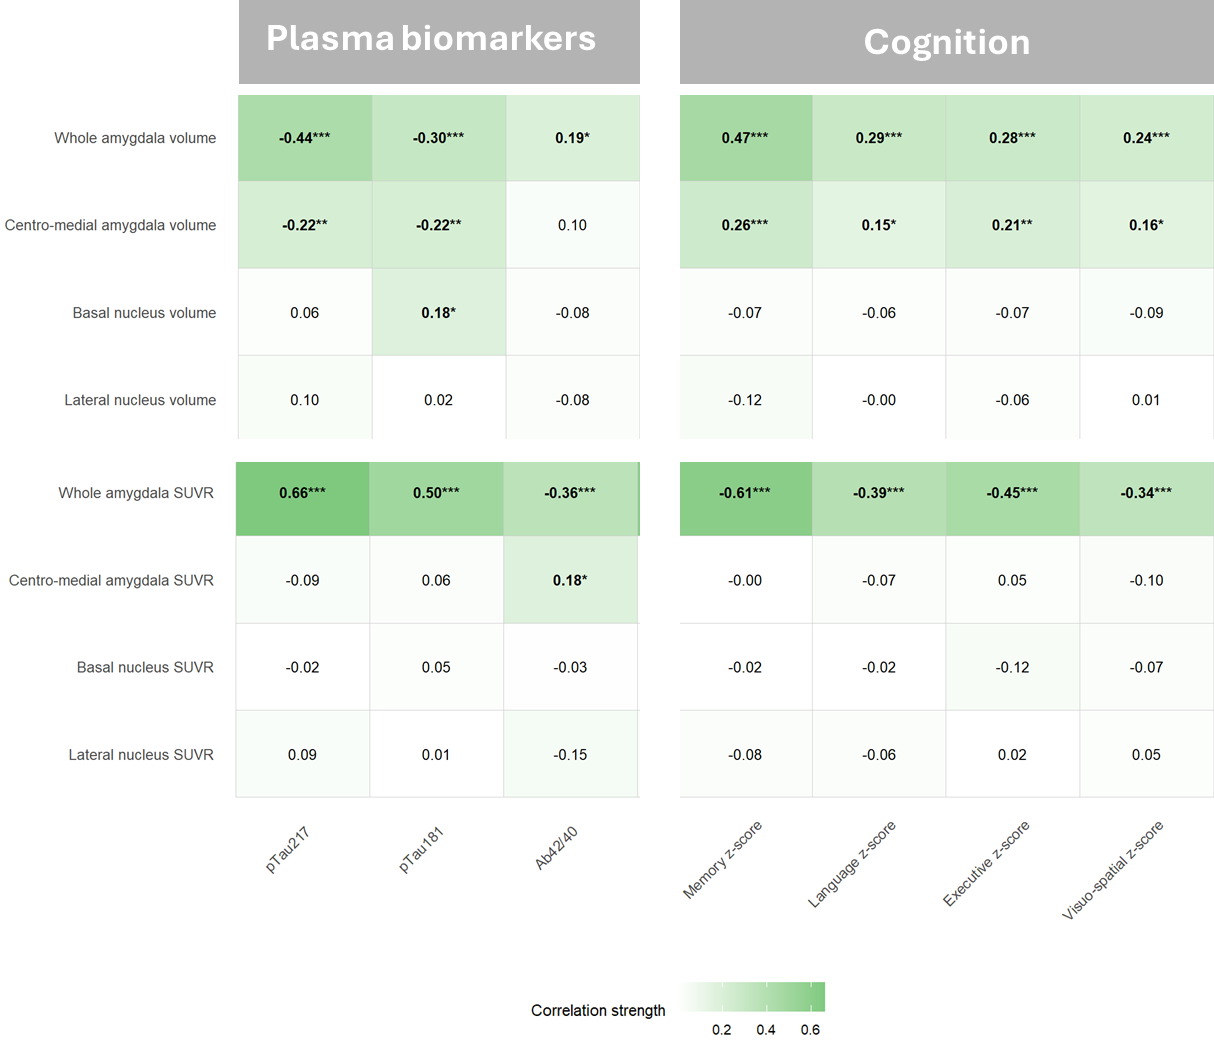 Plasma biomarkers Cognition
Whole amygdala volume -0.44*** -0.30*** 0.19* 0.47*** 0.29*** 0.28*** 0.24***
Centro-medial amygdala volume -0.22** -0.22** 0.10 0.26*** 0.15* 0.21** 0.16*
Basal nucleus volume 0.06 0.18* -0.08 -0.07 -0.06 -0.07 -0.09
Lateral nucleus volume 0.10 0.02 -0.08 -0.12 -0.00 -0.06 0.01
Whole amygdala SUVR 0.66*** 0.50*** -0.36*** -0.61*** -0.39*** -0.45*** -0.34***
Centro-medial amygdala SUVR -0.09 0.06 0.18* -0.00 -0.07 0.05 -0.10
Basal nucleus SUVR -0.02 0.05 -0.03 -0.02 -0.02 -0.12 -0.07
Lateral nucleus SUVR 0.09 0.01 -0.15 -0.08 -0.06 0.02 0.05
pTau217 pTau181 Ab42/40 Memory z-score Language z-score Executive z-score Visuo-spatial z-score
Correlation strength
0.2 0.4 0.6